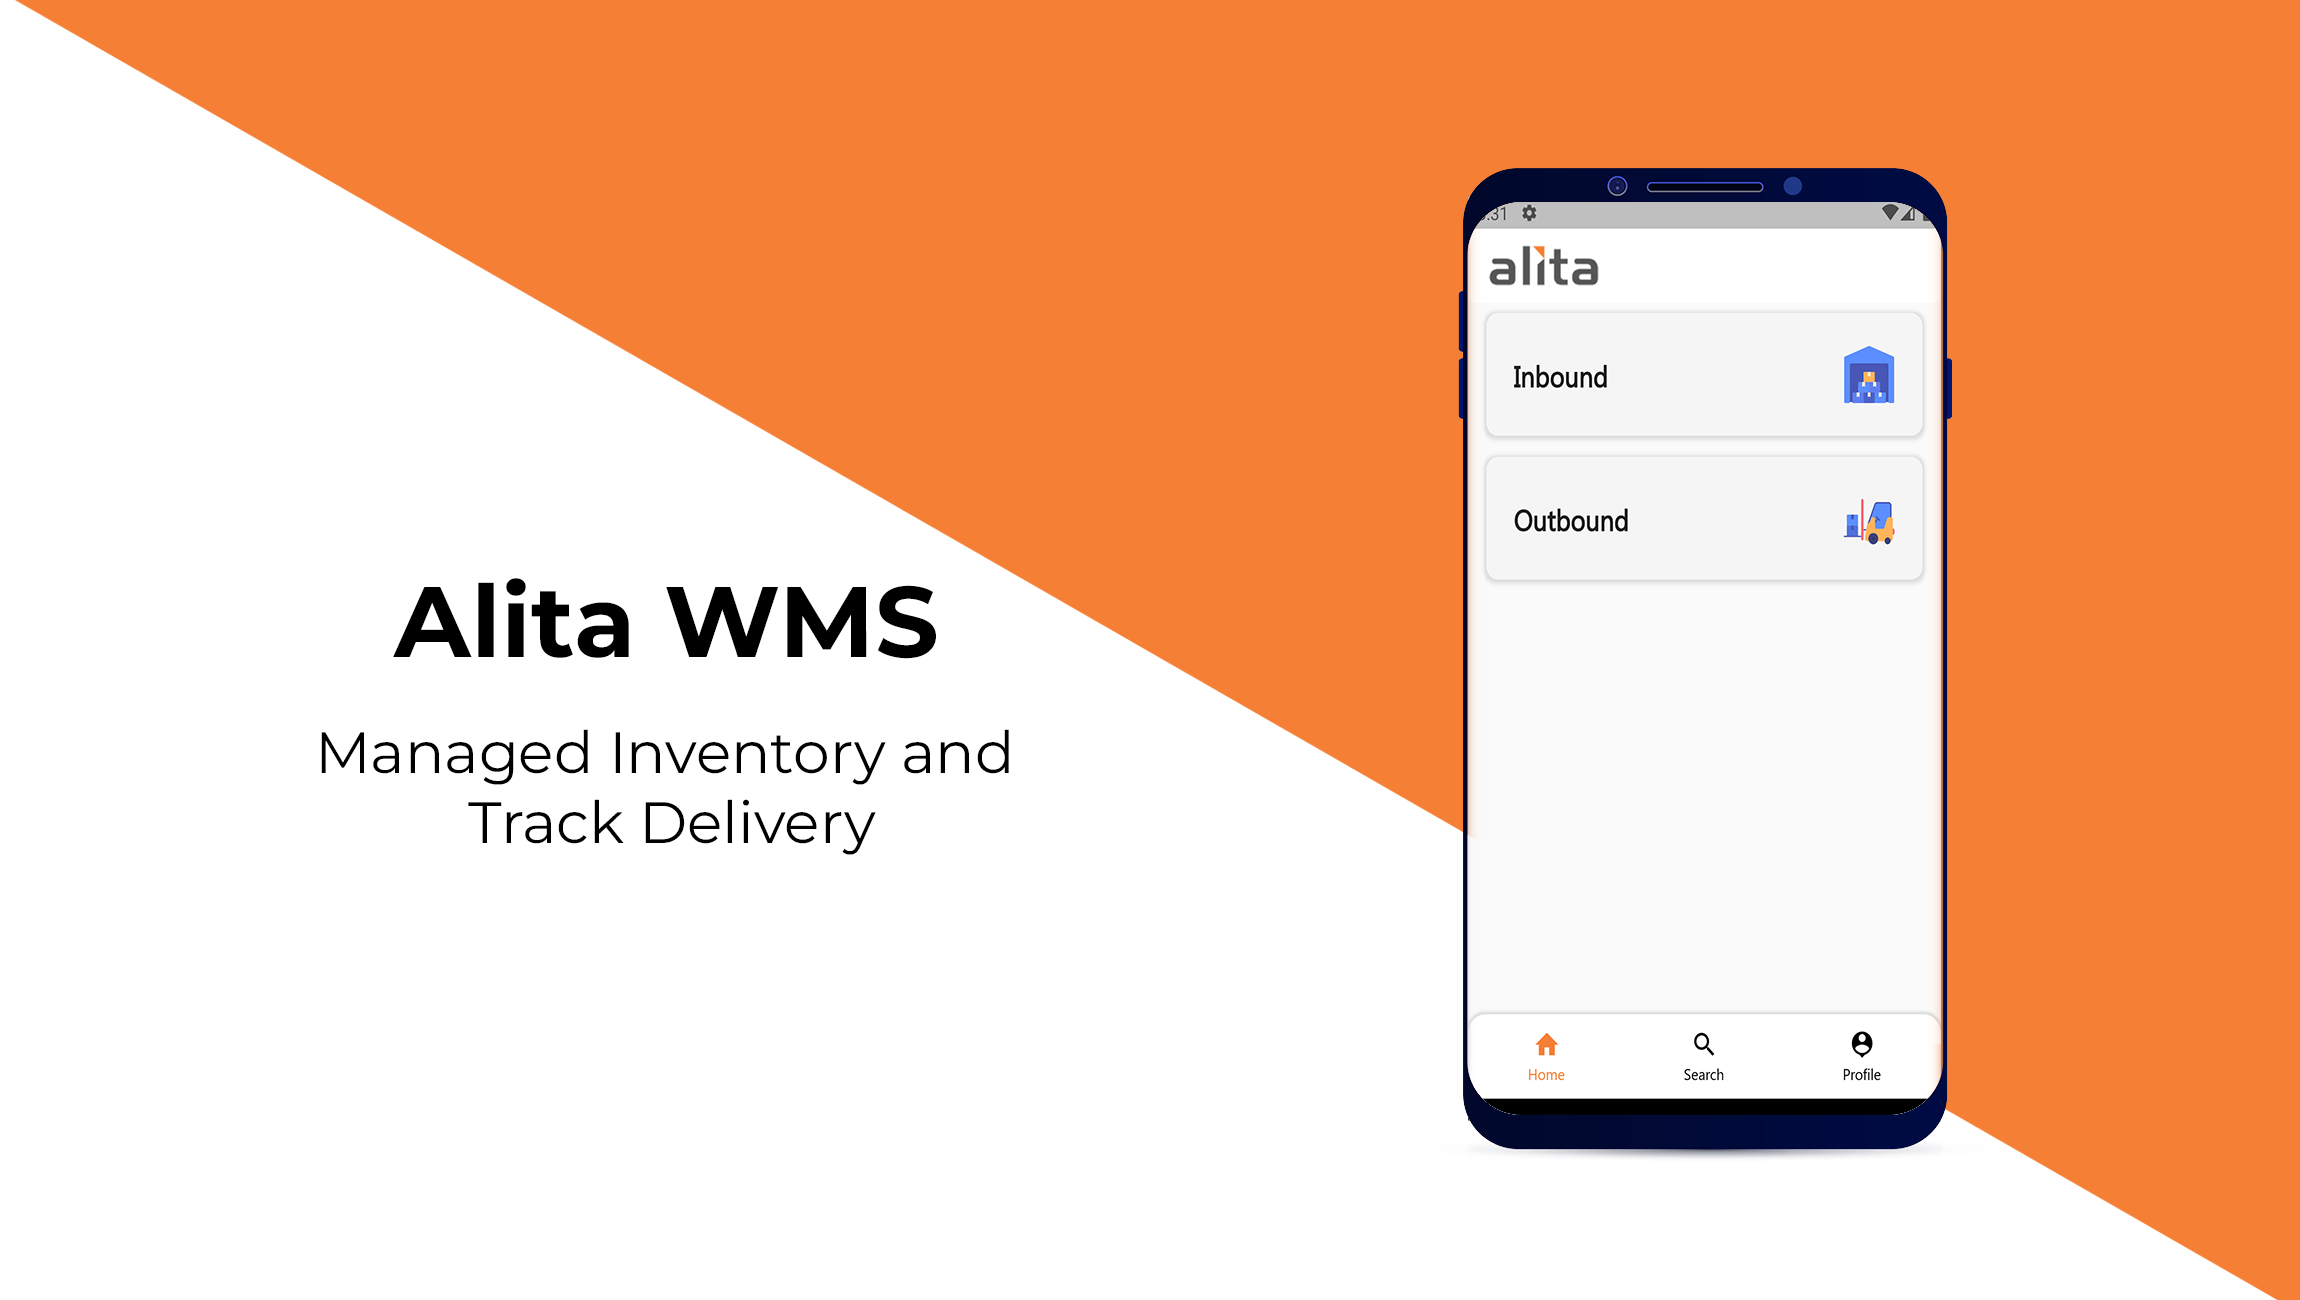 Alita WMS
Managed Inventory and
Track Delivery
alita
Inbound
Outbound
Home
Search
Profile